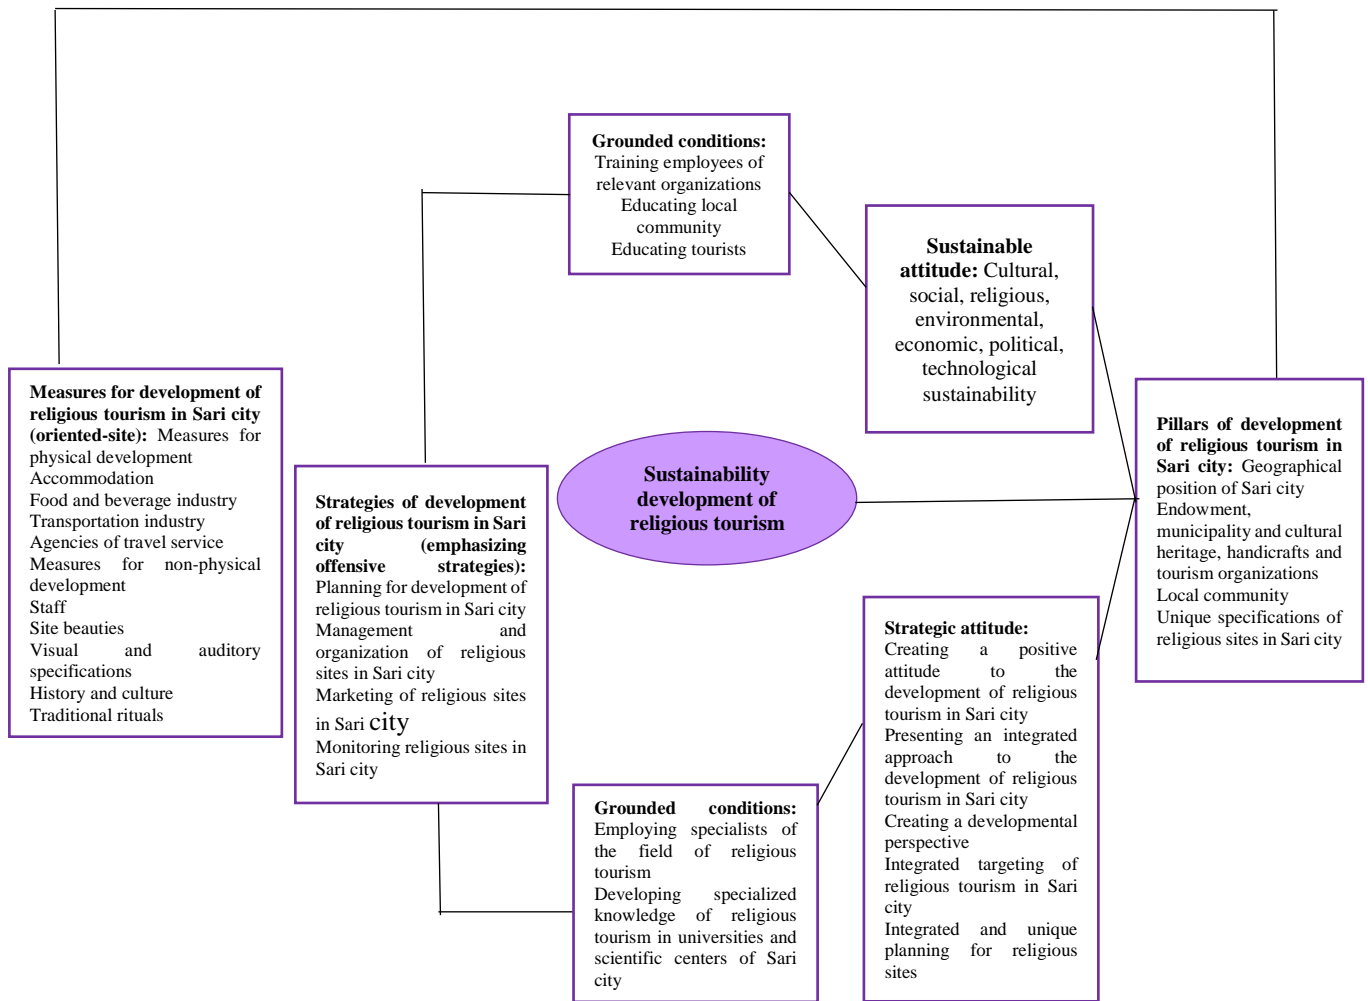 Grounded conditions:
Training employees of
relevant organizations
Educating local
community
Educating tourists
Sustainable
attitude: Cultural,
social, religious,
environmental,
economic, political,
technological
sustainability
Measures for development of
religious tourism in Sari city
(oriented-site): Measures for
physical development
Accommodation
Food and beverage industry
Transportation industry
Agencies of travel service
Measures for non-physical
development
Staff
Site beauties
Visual and auditory
specifications
History and culture
Traditional rituals
Strategies of development
of religious tourism in Sari
city (emphasizing
offensive strategies):
Planning for development of
religious tourism in Sari city
Management and
organization of religious
sites in Sari city
Marketing of religious sites
in Sari city
Monitoring religious sites in
Sari city
Sustainability
development of
religious tourism
Pillars of development
of religious tourism in
Sari city: Geographical
position of Sari city
Endowment,
municipality and cultural
heritage, handicrafts and
tourism organizations
Local community
Unique specifications of
religious sites in Sari city
Grounded conditions:
Employing specialists of
the field of religious
tourism
Developing specialized
knowledge of religious
tourism in universities and
scientific centers of Sari
city
Strategic attitude:
Creating a positive
attitude to the
development of religious
tourism in Sari city
Presenting an integrated
approach to the
development of religious
tourism in Sari city
Creating a developmental
perspective
Integrated targeting of
religious tourism in Sari
city
Integrated and unique
planning for religious
sites